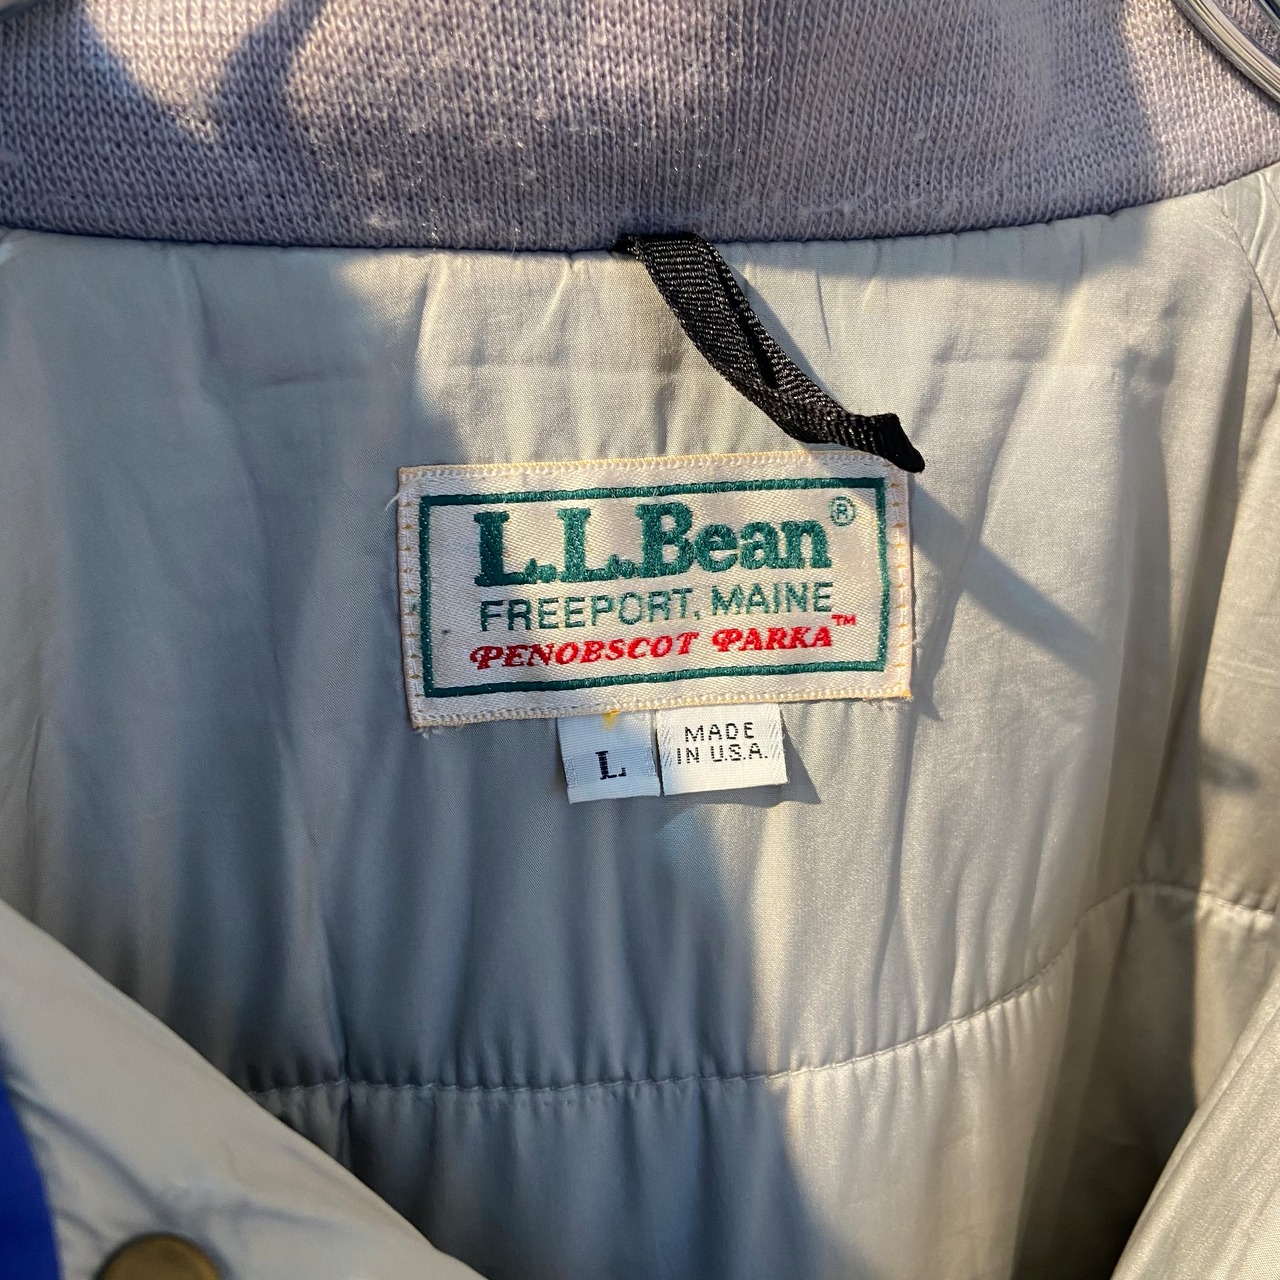 L.L.Bean®
FREEPORT, MAINE
PENOBSCOT PARKA™
L
MADE
IN U.S.A.